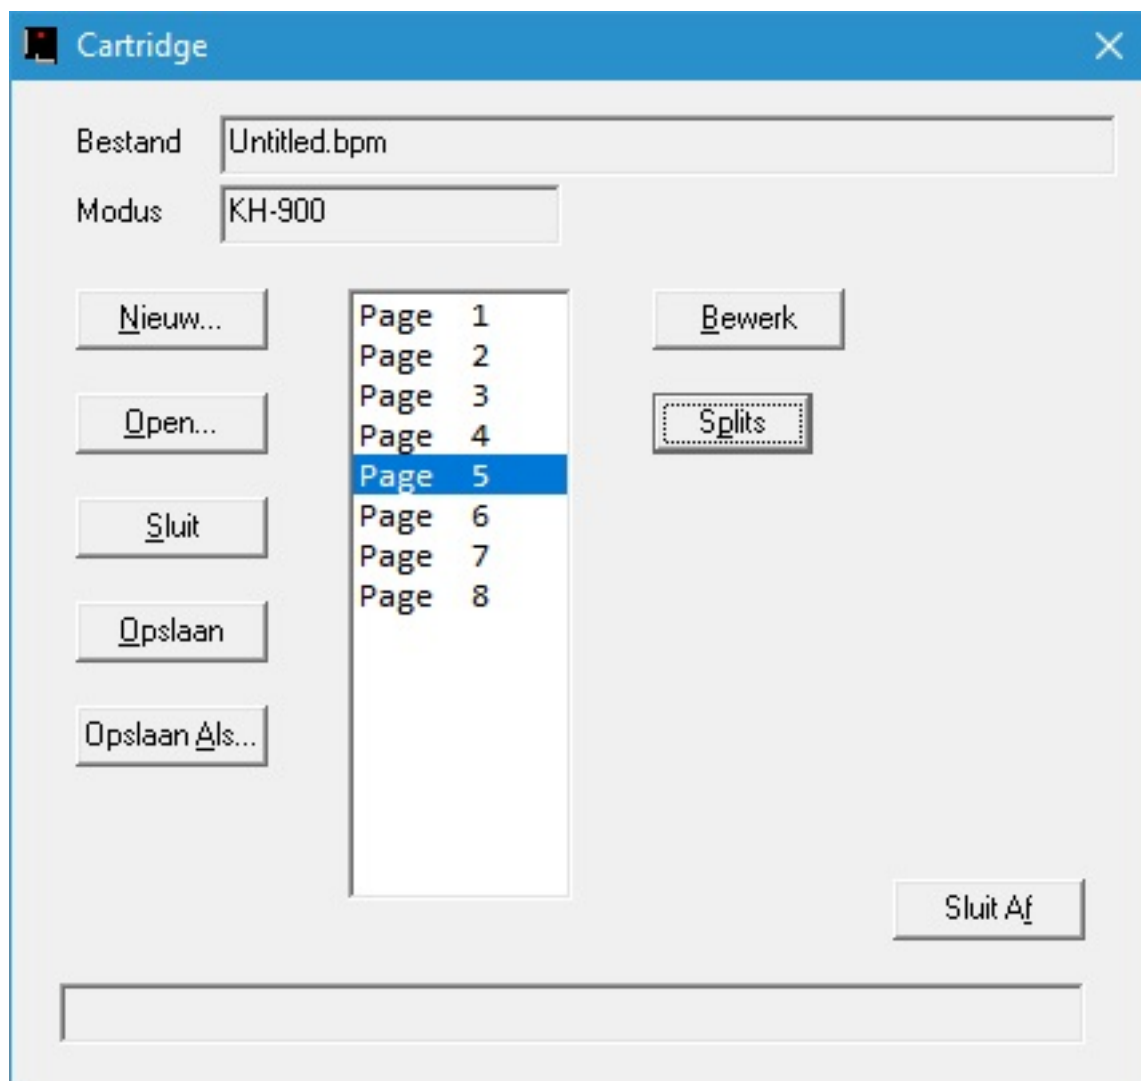 Cartridge
Bestand Untitled.bpm
Modus KH-900
Nieuw...
Open...
Sluit
Opslaan
Opslaan Als...
Page 1
Page 2
Page 3
Page 4
Page 5
Page 6
Page 7
Page 8
Bewerk
Splits
Sluit Af